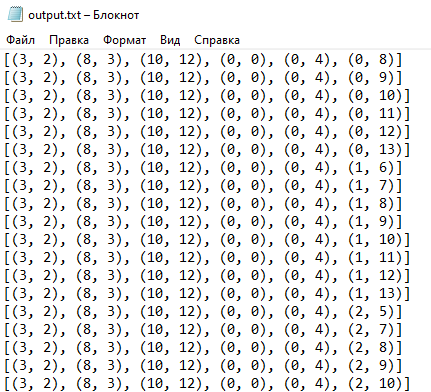 output.txt – Блокнот
Файл Правка Формат Вид Справка
[(3, 2), (8, 3), (10, 12), (0, 0), (0, 4), (0, 8)]
[(3, 2), (8, 3), (10, 12), (0, 0), (0, 4), (0, 9)]
[(3, 2), (8, 3), (10, 12), (0, 0), (0, 4), (0, 10)]
[(3, 2), (8, 3), (10, 12), (0, 0), (0, 4), (0, 11)]
[(3, 2), (8, 3), (10, 12), (0, 0), (0, 4), (0, 12)]
[(3, 2), (8, 3), (10, 12), (0, 0), (0, 4), (0, 13)]
[(3, 2), (8, 3), (10, 12), (0, 0), (0, 4), (1, 6)]
[(3, 2), (8, 3), (10, 12), (0, 0), (0, 4), (1, 7)]
[(3, 2), (8, 3), (10, 12), (0, 0), (0, 4), (1, 8)]
[(3, 2), (8, 3), (10, 12), (0, 0), (0, 4), (1, 9)]
[(3, 2), (8, 3), (10, 12), (0, 0), (0, 4), (1, 10)]
[(3, 2), (8, 3), (10, 12), (0, 0), (0, 4), (1, 11)]
[(3, 2), (8, 3), (10, 12), (0, 0), (0, 4), (1, 12)]
[(3, 2), (8, 3), (10, 12), (0, 0), (0, 4), (1, 13)]
[(3, 2), (8, 3), (10, 12), (0, 0), (0, 4), (2, 5)]
[(3, 2), (8, 3), (10, 12), (0, 0), (0, 4), (2, 7)]
[(3, 2), (8, 3), (10, 12), (0, 0), (0, 4), (2, 8)]
[(3, 2), (8, 3), (10, 12), (0, 0), (0, 4), (2, 9)]
[(3, 2), (8, 3), (10, 12), (0, 0), (0, 4), (2, 10)]